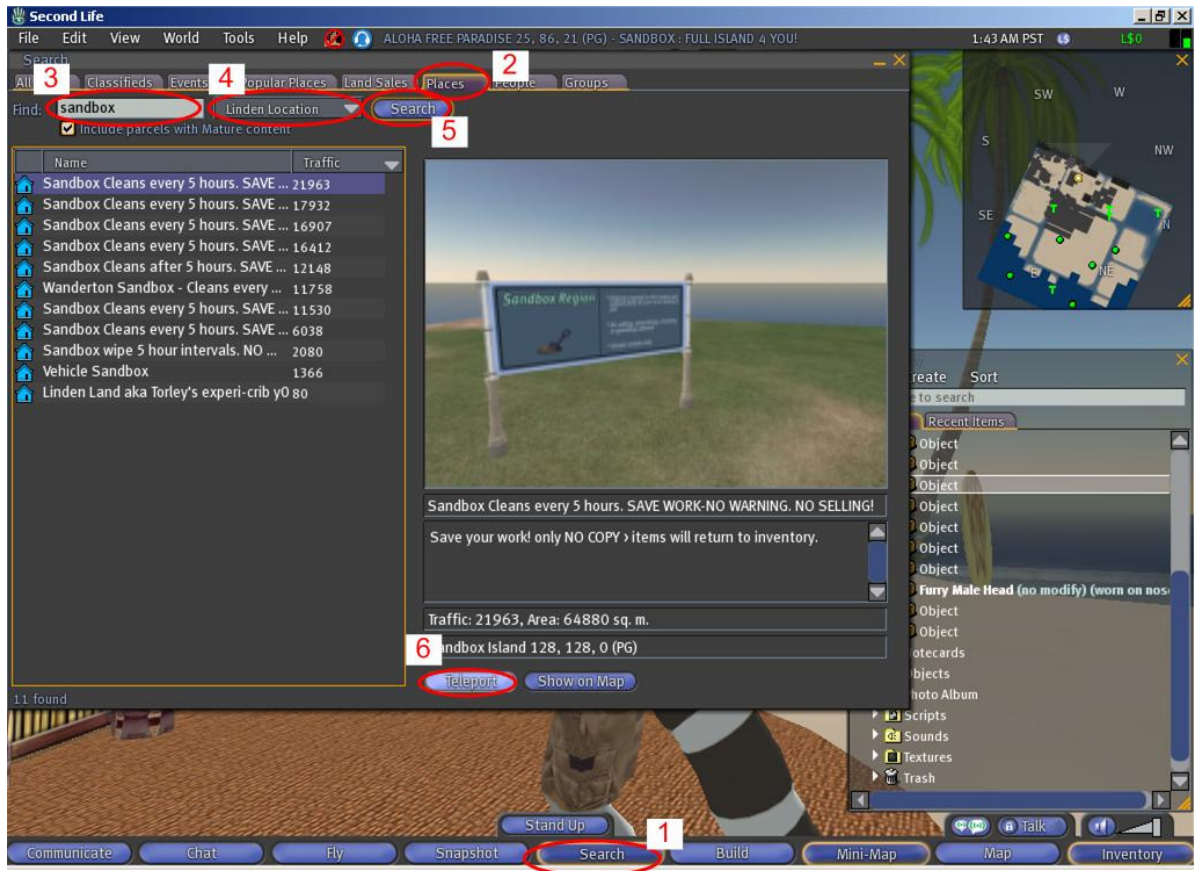 Second Life
File Edit View World Tools Help ALOHA FREE PARADISE 25, 86, 21 (PG) - SANDBOX : FULL ISLAND 4 YOU! 1:43 AM PST L$0
Search
2
3 4
All Classifieds Events Popular Places Land Sales Places People Groups
Find: sandbox Linden Location Search
5
Include parcels with Mature content
SW W
S NW
SE N
E NE
Name Traffic
Sandbox Cleans every 5 hours. SAVE ... 21963
Sandbox Cleans every 5 hours. SAVE ... 17932
Sandbox Cleans every 5 hours. SAVE ... 16907
Sandbox Cleans every 5 hours. SAVE ... 16412
Sandbox Cleans after 5 hours. SAVE ... 12148
Wanderton Sandbox - Cleans every ... 11758
Sandbox Cleans every 5 hours. SAVE ... 11530
Sandbox Cleans every 5 hours. SAVE ... 6038
Sandbox wipe 5 hour intervals. NO ... 2080
Vehicle Sandbox 1366
Linden Land aka Torley's experi-crib y0 80
11 found
Sandbox Region
Sandbox Cleans every 5 hours. SAVE WORK-NO WARNING. NO SELLING!
Save your work! only NO COPY > items will return to inventory.
Traffic: 21963, Area: 64880 sq. m.
andbox Island 128, 128, 0 (PG)
6
Teleport Show on Map
reate Sort
e to search
Recent Items
Object
Object
Object
Object
Object
Object
Object
Furry Male Head (no modify) (worn on nos
Object
Object
otecards
bjects
hoto Album
Scripts
Sounds
Textures
Trash
Stand Up 1 Talk
Communicate Chat Fly Snapshot Search Build Mini-Map Map Inventory